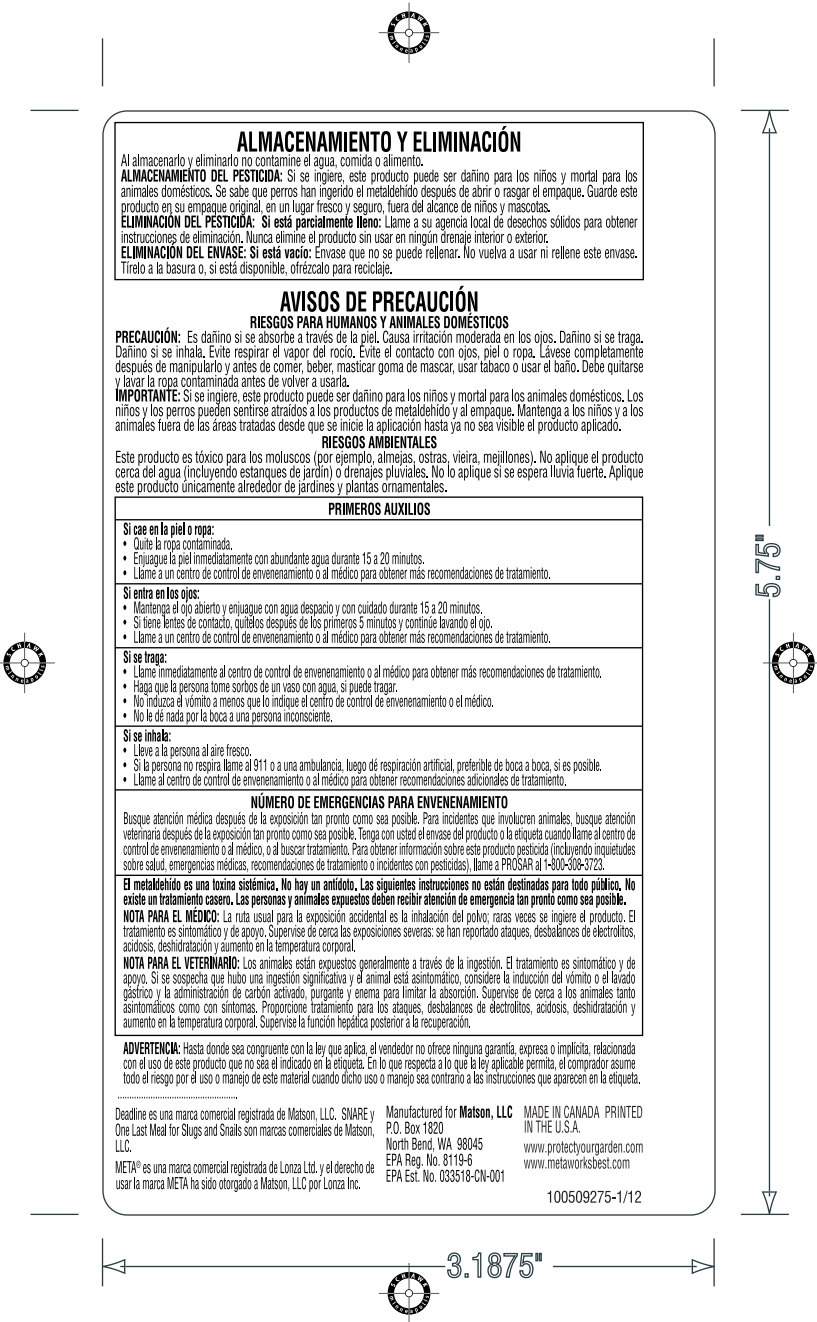 SCHAWK
minneapolis
ALMACENAMIENTO Y ELIMINACIÓN
Al almacenarlo y eliminarlo no contamine el agua, comida o alimento.
ALMACENAMIENTO DEL PESTICIDA: Si se ingiere, este producto puede ser dañino para los niños y mortal para los
animales domésticos. Se sabe que perros han ingerido el metaldehído después de abrir o rasgar el empaque. Guarde este
producto en su empaque original, en un lugar fresco y seguro, fuera del alcance de niños y mascotas.
ELIMINACIÓN DEL PESTICIDA: Si está parcialmente lleno: Llame a su agencia local de desechos sólidos para obtener
instrucciones de eliminación. Nunca elimine el producto sin usar en ningún drenaje interior o exterior.
ELIMINACIÓN DEL ENVASE: Si está vacío: Envase que no se puede rellenar. No vuelva a usar ni rellene este envase.
Tírelo a la basura o, si está disponible, ofrézcalo para reciclaje.
AVISOS DE PRECAUCIÓN
RIESGOS PARA HUMANOS Y ANIMALES DOMÉSTICOS
PRECAUCIÓN: Es dañino si se absorbe a través de la piel. Causa irritación moderada en los ojos. Dañino si se traga.
Dañino si se inhala. Evite respirar el vapor del rocío. Evite el contacto con ojos, piel o ropa. Lávese completamente
después de manipularlo y antes de comer, beber, masticar goma de mascar, usar tabaco o usar el baño. Debe quitarse
y lavar la ropa contaminada antes de volver a usarla.
IMPORTANTE: Si se ingiere, este producto puede ser dañino para los niños y mortal para los animales domésticos. Los
niños y los perros pueden sentirse atraídos a los productos de metaldehído y al empaque. Mantenga a los niños y a los
animales fuera de las áreas tratadas desde que se inicie la aplicación hasta ya no sea visible el producto aplicado.
RIESGOS AMBIENTALES
Este producto es tóxico para los moluscos (por ejemplo, almejas, ostras, vieira, mejillones). No aplique el producto
cerca del agua (incluyendo estanques de jardín) o drenajes pluviales. No lo aplique si se espera lluvia fuerte. Aplique
este producto únicamente alrededor de jardines y plantas ornamentales.
PRIMEROS AUXILIOS
Si cae en la piel o ropa:
• Quite la ropa contaminada.
• Enjuague la piel inmediatamente con abundante agua durante 15 a 20 minutos.
• Llame a un centro de control de envenenamiento o al médico para obtener más recomendaciones de tratamiento.
Si entra en los ojos:
• Mantenga el ojo abierto y enjuague con agua despacio y con cuidado durante 15 a 20 minutos.
• Si tiene lentes de contacto, quítelos después de los primeros 5 minutos y continúe lavando el ojo.
• Llame a un centro de control de envenenamiento o al médico para obtener más recomendaciones de tratamiento.
Si se traga:
• Llame inmediatamente al centro de control de envenenamiento o al médico para obtener más recomendaciones de tratamiento.
• Haga que la persona tome sorbos de un vaso con agua, si puede tragar.
• No induzca el vómito a menos que lo indique el centro de control de envenenamiento o el médico.
• No le dé nada por la boca a una persona inconsciente.
Si se inhala:
• Lleve a la persona al aire fresco.
• Si la persona no respira llame al 911 o a una ambulancia, luego dé respiración artificial, preferible de boca a boca, si es posible.
• Llame al centro de control de envenenamiento o al médico para obtener recomendaciones adicionales de tratamiento.
NÚMERO DE EMERGENCIAS PARA ENVENENAMIENTO
Busque atención médica después de la exposición tan pronto como sea posible. Para incidentes que involucren animales, busque atención
veterinaria después de la exposición tan pronto como sea posible. Tenga con usted el envase del producto o la etiqueta cuando llame al centro de
control de envenenamiento o al médico, o al buscar tratamiento. Para obtener información sobre este producto pesticida (incluyendo inquietudes
sobre salud, emergencias médicas, recomendaciones de tratamiento o incidentes con pesticidas), llame a PROSAR al 1-800-308-3723.
El metaldehído es una toxina sistémica. No hay un antídoto. Las siguientes instrucciones no están destinadas para todo público. No
existe un tratamiento casero. Las personas y animales expuestos deben recibir atención de emergencia tan pronto como sea posible.
NOTA PARA EL MÉDICO: La ruta usual para la exposición accidental es la inhalación del polvo; raras veces se ingiere el producto. El
tratamiento es sintomático y de apoyo. Supervise de cerca las exposiciones severas: se han reportado ataques, desbalances de electrolitos,
acidosis, deshidratación y aumento en la temperatura corporal.
NOTA PARA EL VETERINARIO: Los animales están expuestos generalmente a través de la ingestión. El tratamiento es sintomático y de
apoyo. Si se sospecha que hubo una ingestión significativa y el animal está asintomático, considere la inducción del vómito o el lavado
gástrico y la administración de carbón activado, purgante y enema para limitar la absorción. Supervise de cerca a los animales tanto
asintomáticos como con síntomas. Proporcione tratamiento para los ataques, desbalances de electrolitos, acidosis, deshidratación y
aumento en la temperatura corporal. Supervise la función hepática posterior a la recuperación.
ADVERTENCIA: Hasta donde sea congruente con la ley que aplica, el vendedor no ofrece ninguna garantía, expresa o implícita, relacionada
con el uso de este producto que no sea el indicado en la etiqueta. En lo que respecta a lo que la ley aplicable permita, el comprador asume
todo el riesgo por el uso o manejo de este material cuando dicho uso o manejo sea contrario a las instrucciones que aparecen en la etiqueta.
Deadline es una marca comercial registrada de Matson, LLC. SNARE y
One Last Meal for Slugs and Snails son marcas comerciales de Matson,
LLC.
META® es una marca comercial registrada de Lonza Ltd. y el derecho de
usar la marca META ha sido otorgado a Matson, LLC por Lonza Inc.
Manufactured for Matson, LLC
P.O. Box 1820
North Bend, WA 98045
EPA Reg. No. 8119-6
EPA Est. No. 033518-CN-001
MADE IN CANADA PRINTED
IN THE U.S.A.
www.protectyourgarden.com
www.metaworksbest.com
100509275-1/12
5.75"
3.1875"
SCHAWK
minneapolis
SCHAWK
minneapolis
SCHAWK
minneapolis